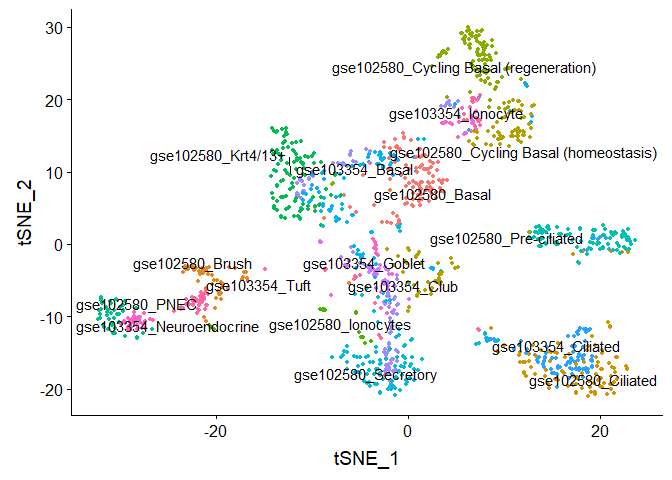 30
gse102580_Cycling Basal (regeneration)
20
gse103354_Ionocyte
gse102580_Cycling Basal (homeostasis)
gse102580_Krt4/13+
10
gse103354_Basal
gse102580_Basal
tSNE_2
0
gse102580_Pre-ciliated
gse102580_Brush
gse103354_Goblet
gse103354_Tuft
gse103354_Club
gse102580_PNEC
-10
gse103354_Neuroendocrine
gse102580_Ionocytes
gse103354_Ciliated
gse102580_Secretory
gse102580_Ciliated
-20
-20
0
20
tSNE_1